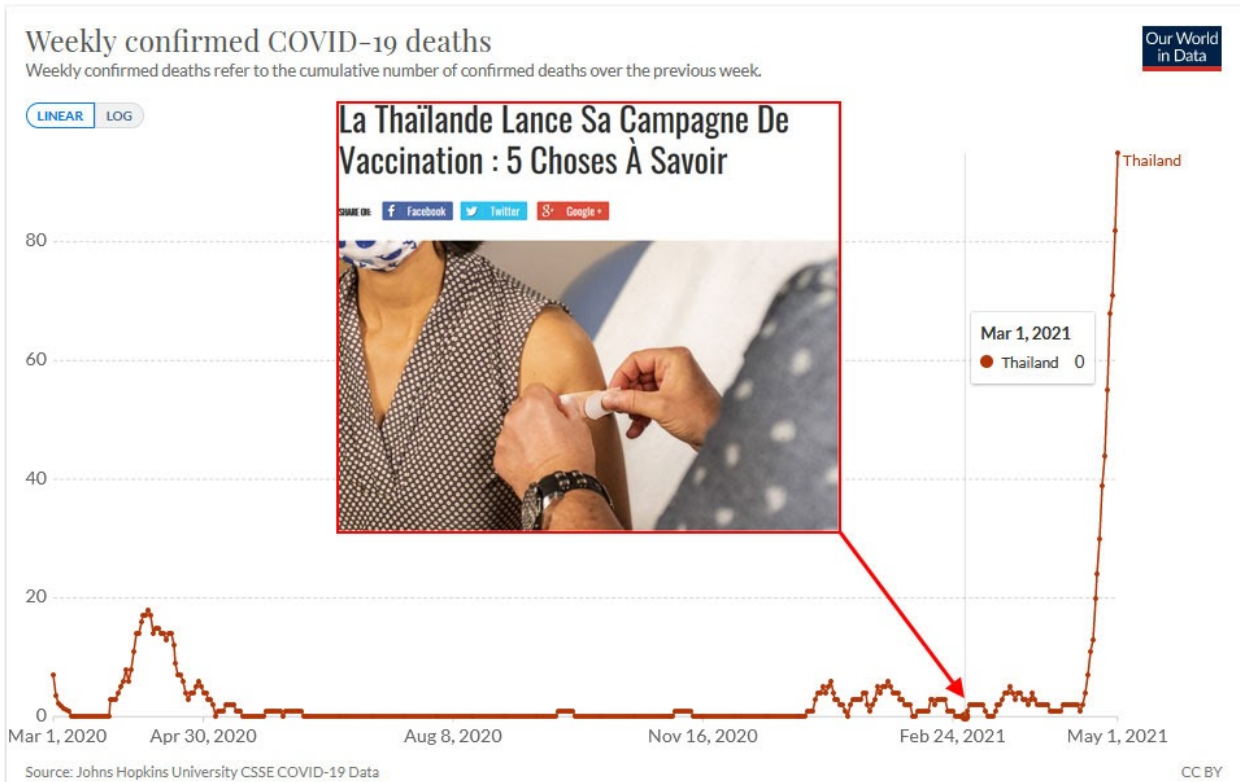 Weekly confirmed COVID-19 deaths
Weekly confirmed deaths refer to the cumulative number of confirmed deaths over the previous week.
Our World
in Data
LINEAR LOG
La Thaïlande Lance Sa Campagne De
Vaccination : 5 Choses À Savoir
SHARE ON: f Facebook Twitter g+ Google +
Thailand
80
Mar 1, 2021
Thailand 0
60
40
20
0
Mar 1, 2020 Apr 30, 2020 Aug 8, 2020 Nov 16, 2020 Feb 24, 2021 May 1, 2021
Source: Johns Hopkins University CSSE COVID-19 Data CC BY